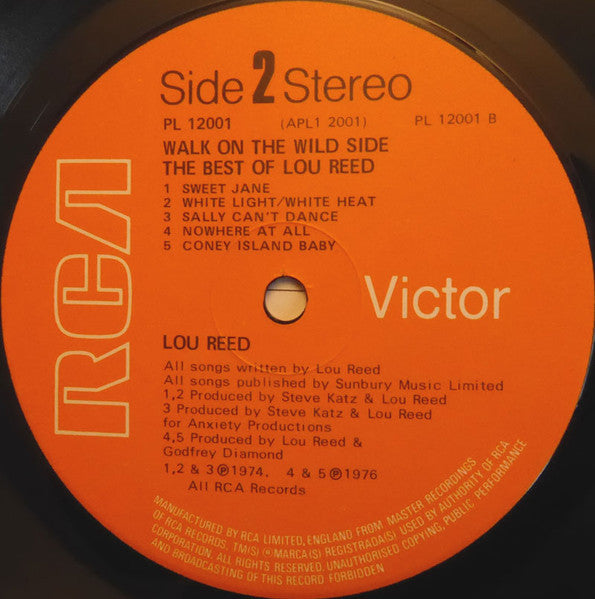 Side 2 Stereo
PL 12001 (APL1 2001) PL 12001 B
WALK ON THE WILD SIDE
THE BEST OF LOU REED
1 SWEET JANE
2 WHITE LIGHT/WHITE HEAT
3 SALLY CAN'T DANCE
4 NOWHERE AT ALL
5 CONEY ISLAND BABY
RCA
Victor
LOU REED
All songs written by Lou Reed
All songs published by Sunbury Music Limited
1,2 Produced by Steve Katz & Lou Reed
3 Produced by Steve Katz & Lou Reed
for Anxiety Productions
4,5 Produced by Lou Reed &
Godfrey Diamond
1,2 & 3 ℗ 1974. 4 & 5 ℗ 1976
All RCA Records
MANUFACTURED BY RCA LIMITED, ENGLAND FROM MASTER RECORDINGS
OF RCA RECORDS. TM(S) ® MARCA(S) REGISTRADA(S) USED BY AUTHORITY OF RCA
CORPORATION. ALL RIGHTS RESERVED. UNAUTHORISED COPYING, PUBLIC PERFORMANCE
AND BROADCASTING OF THIS RECORD FORBIDDEN